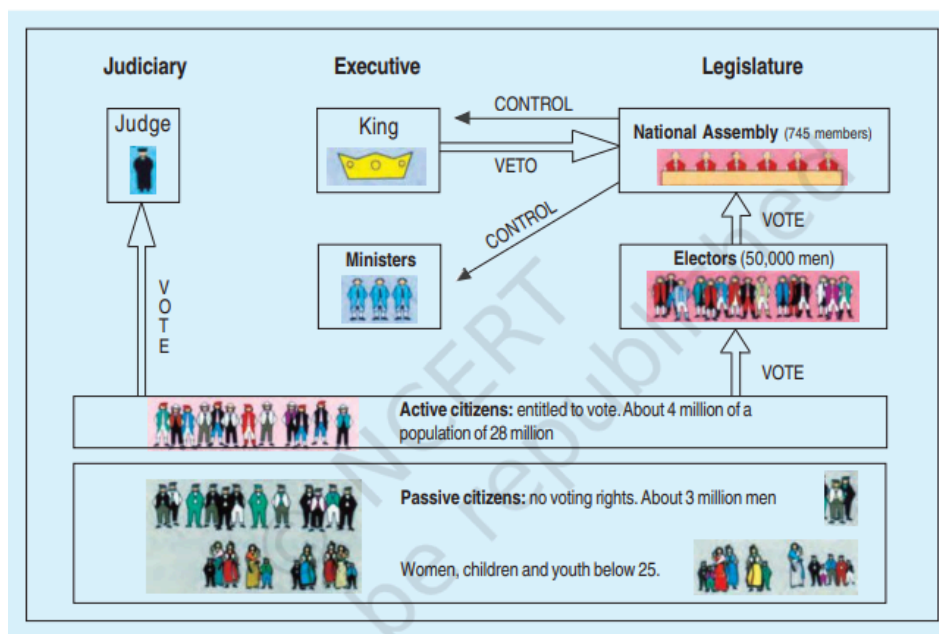 Judiciary
Executive
Legislature
Judge
King
CONTROL
VETO
National Assembly (745 members)
CONTROL
VOTE
Ministers
Electors (50,000 men)
VOTE
VOTE
Active citizens: entitled to vote. About 4 million of a
population of 28 million
Passive citizens: no voting rights. About 3 million men
Women, children and youth below 25.
NCERT
be republished